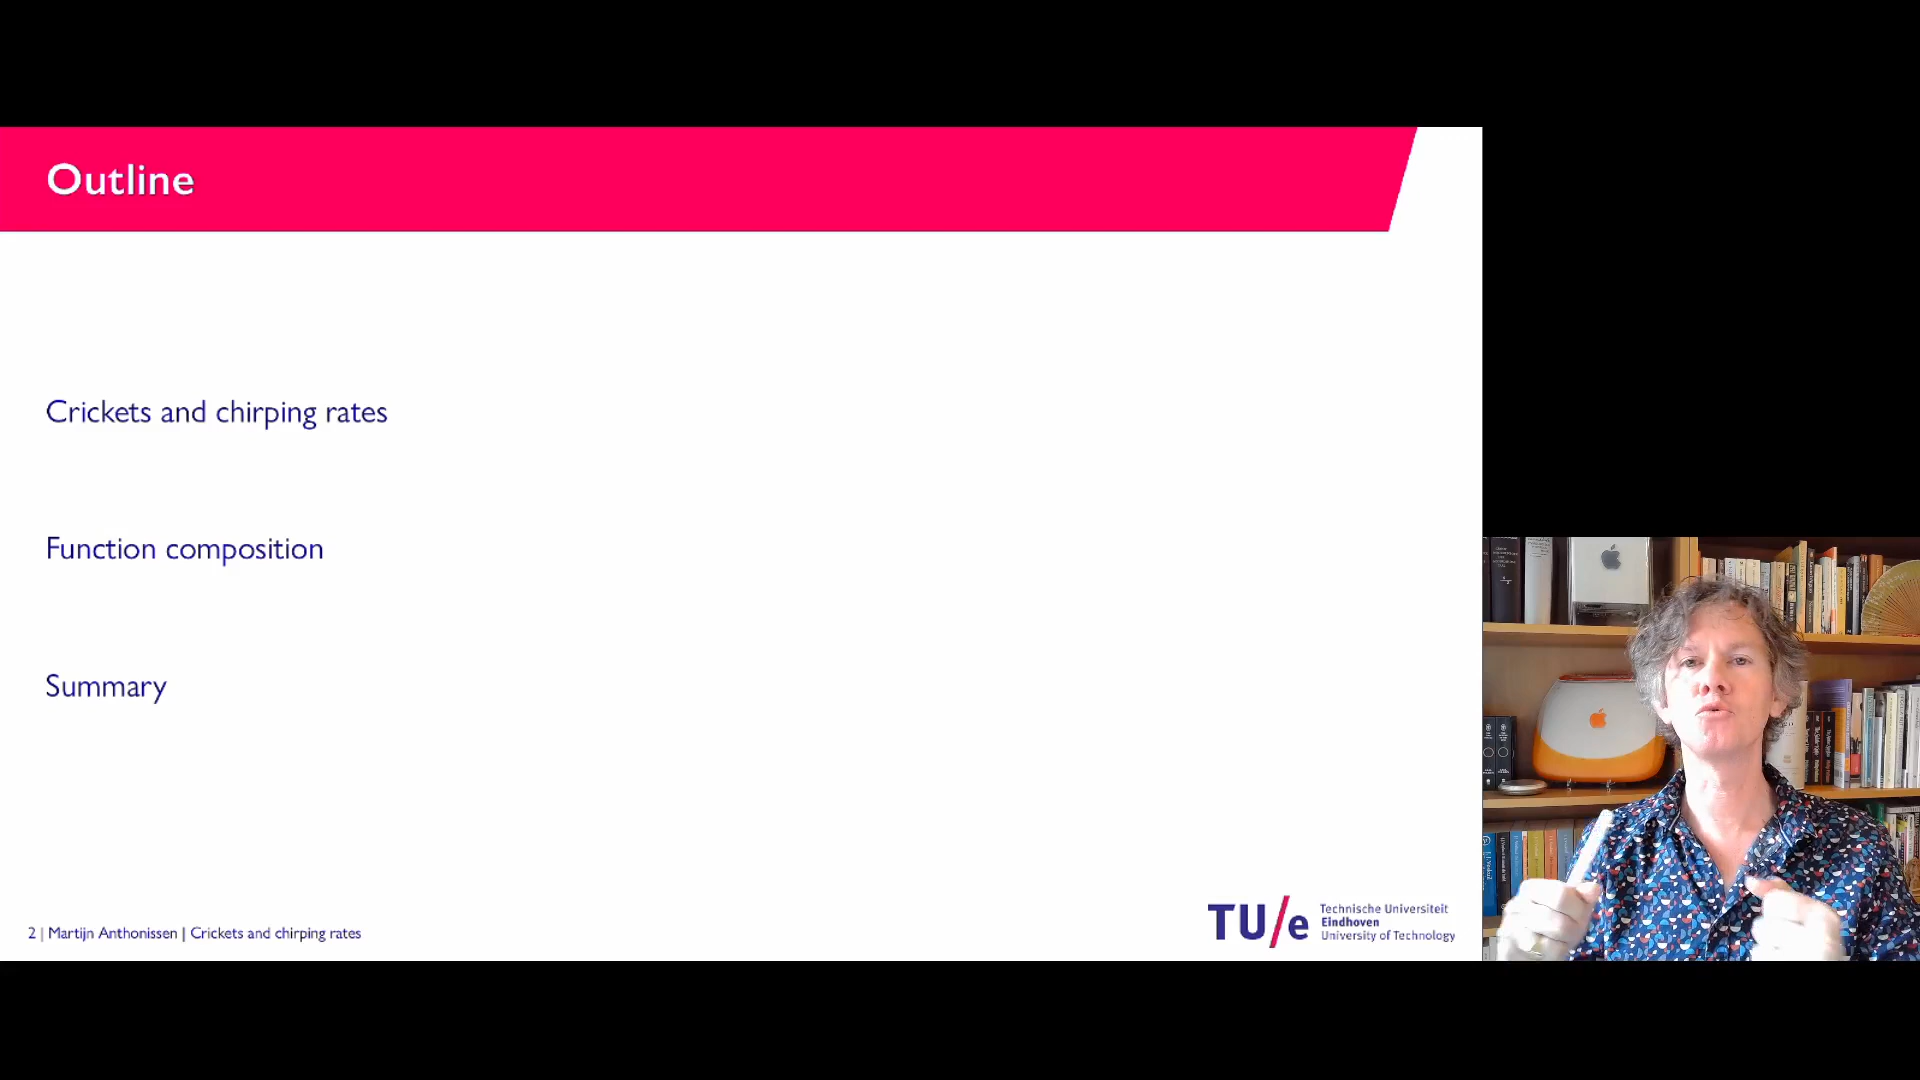 Outline
Crickets and chirping rates
Function composition
Summary
2 | Martijn Anthonissen | Crickets and chirping rates
TU/e
Technische Universiteit
Eindhoven
University of Technology